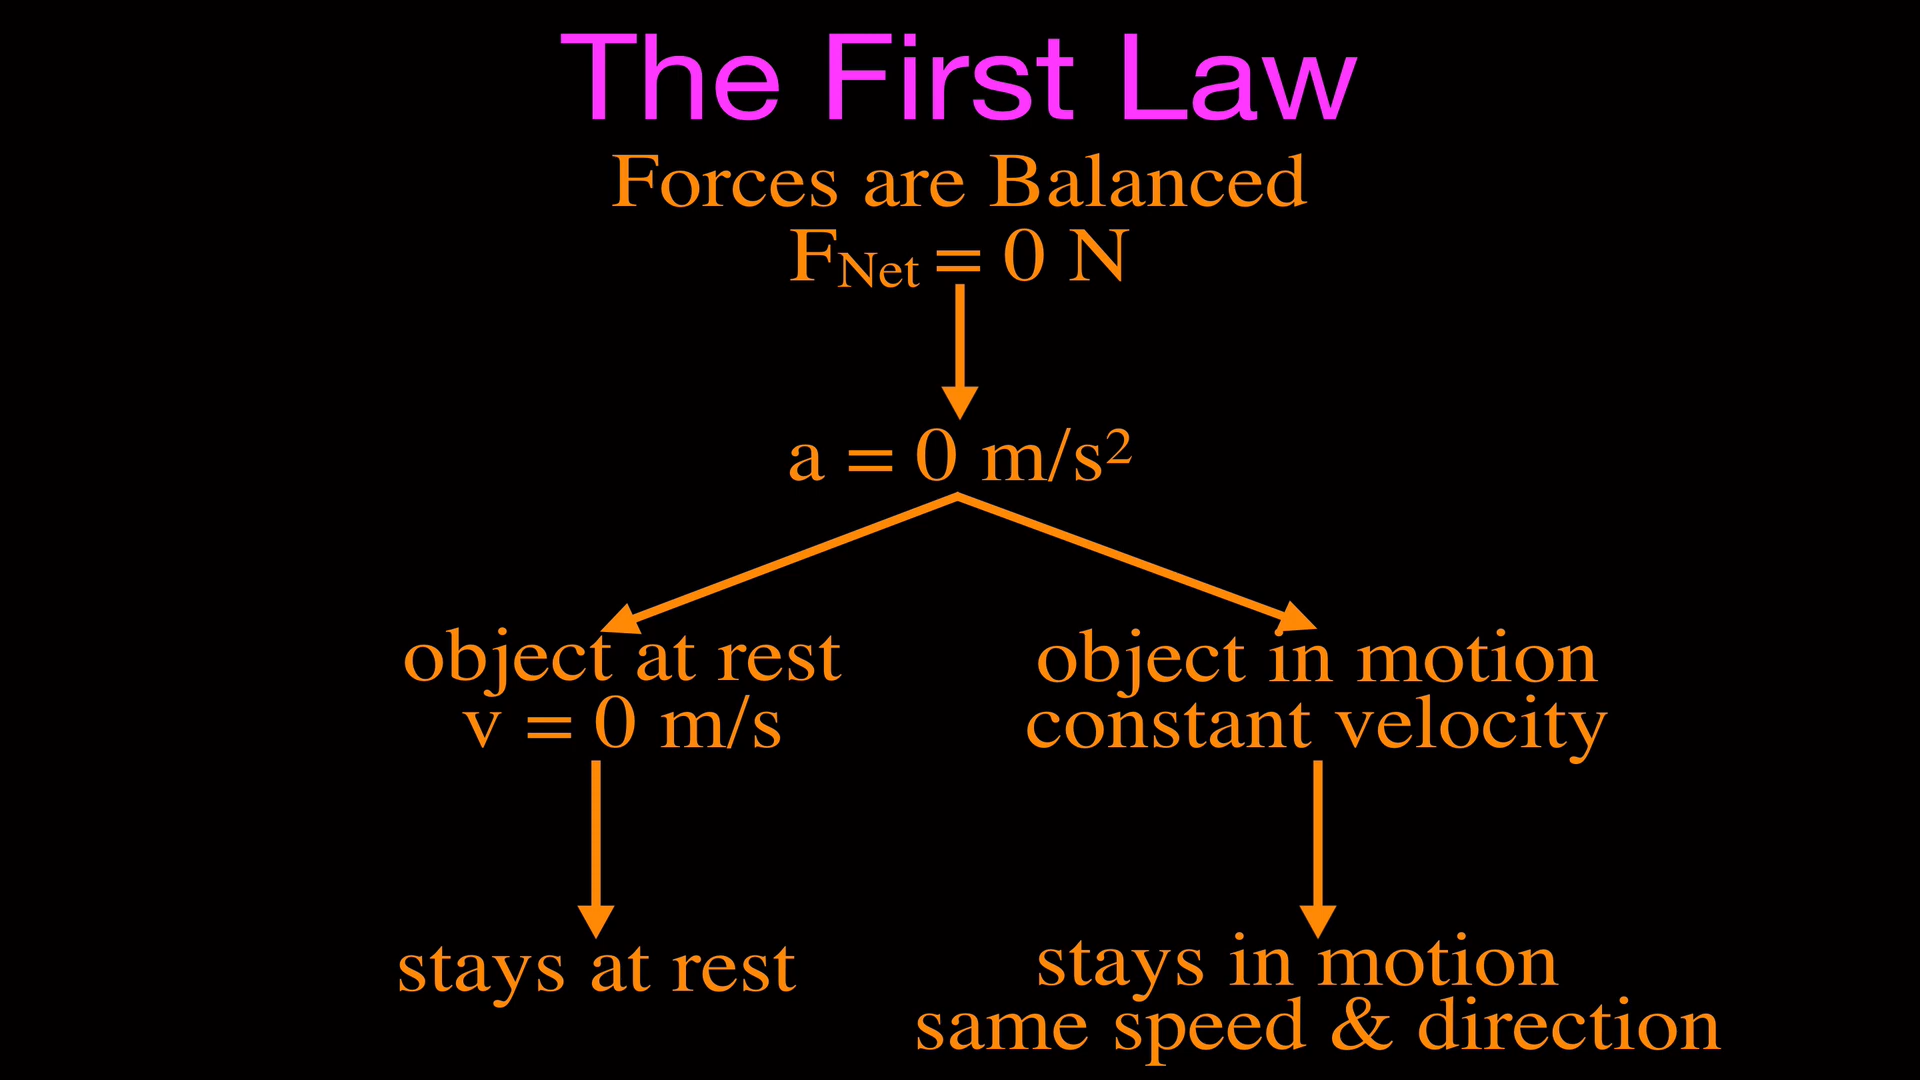 The First Law
Forces are Balanced
FNet = 0 N
a = 0 m/s²
object at rest
v = 0 m/s
object in motion
constant velocity
stays at rest
stays in motion
same speed & direction